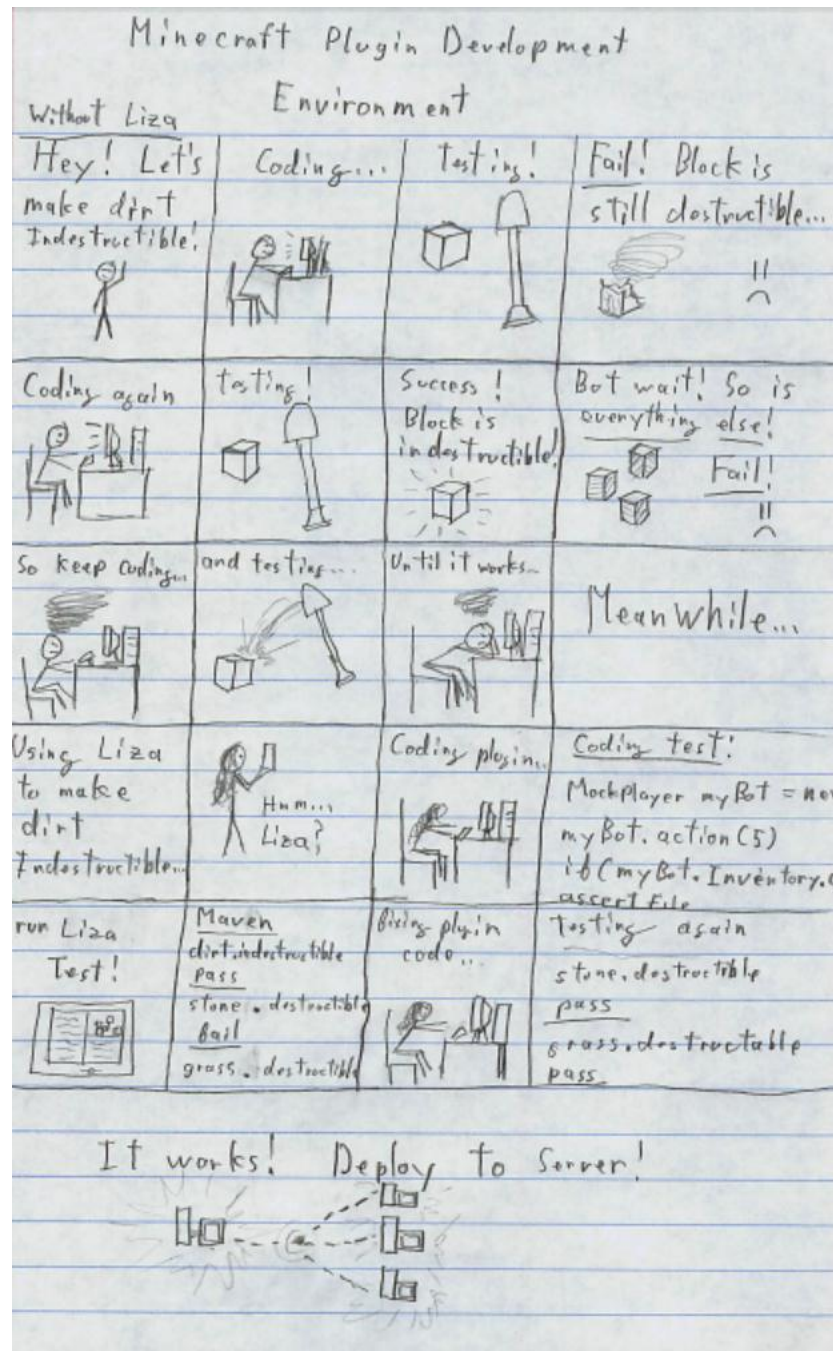 Minecraft Plugin Development
Environment
Without Liza
Hey! Let's
make dirt
Indestructible!
Coding...
Testing!
Fail! Block is
still destructible...
Coding again
testing!
Success!
Block is
indestructible!
But wait! So is
everything else!
Fail!
So keep coding...
and testing...
Until it works...
Meanwhile...
Using Liza
to make
dirt
Indestructible...
Hmm...
Liza?
Coding plugin...
Coding test:
Mockplayer myBot = new
myBot.action(5)
if(myBot.Inventory.
assert File
run Liza
Test!
Maven
dirt.indestructible
pass
stone.destructible
fail
grass.destructible
fixing plugin
code...
testing again
stone.destructible
pass
grass.destructable
pass
It works! Deploy to Server!